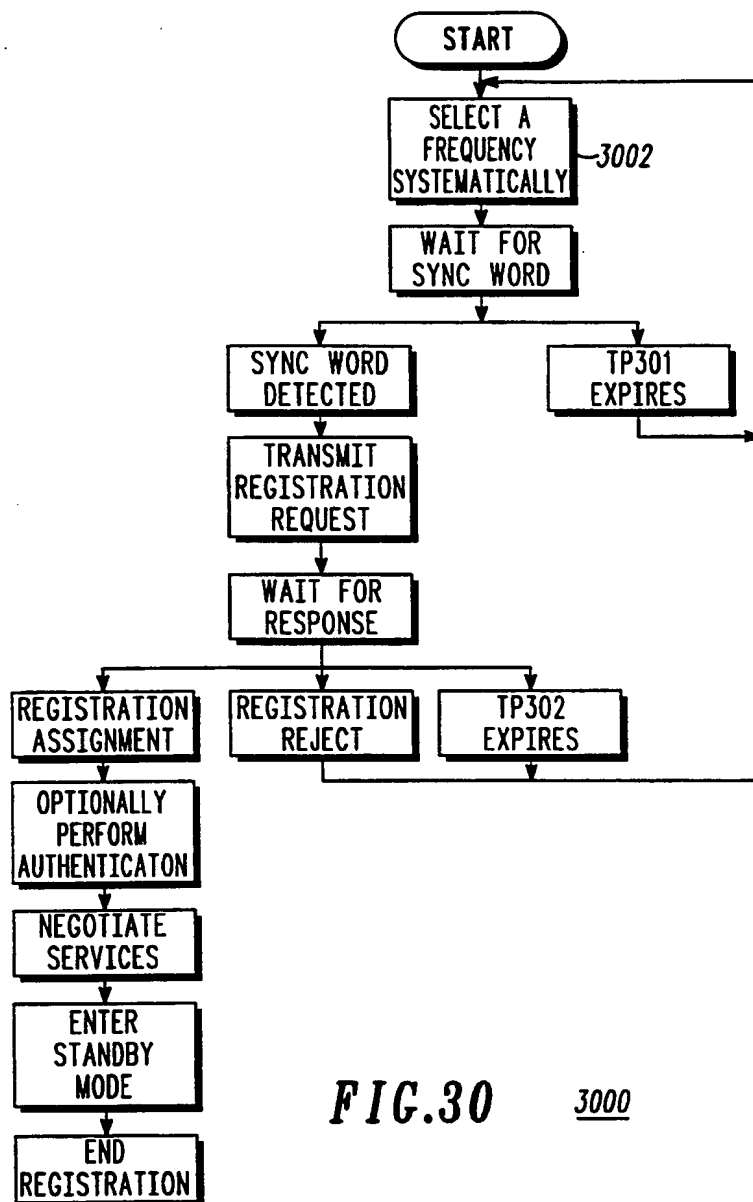 START
SELECT A
FREQUENCY
SYSTEMATICALLY
3002
WAIT FOR
SYNC WORD
SYNC WORD
DETECTED
TP301
EXPIRES
TRANSMIT
REGISTRATION
REQUEST
WAIT FOR
RESPONSE
REGISTRATION
ASSIGNMENT
REGISTRATION
REJECT
TP302
EXPIRES
OPTIONALLY
PERFORM
AUTHENTICATON
NEGOTIATE
SERVICES
ENTER
STANDBY
MODE
END
REGISTRATION
FIG.30
3000